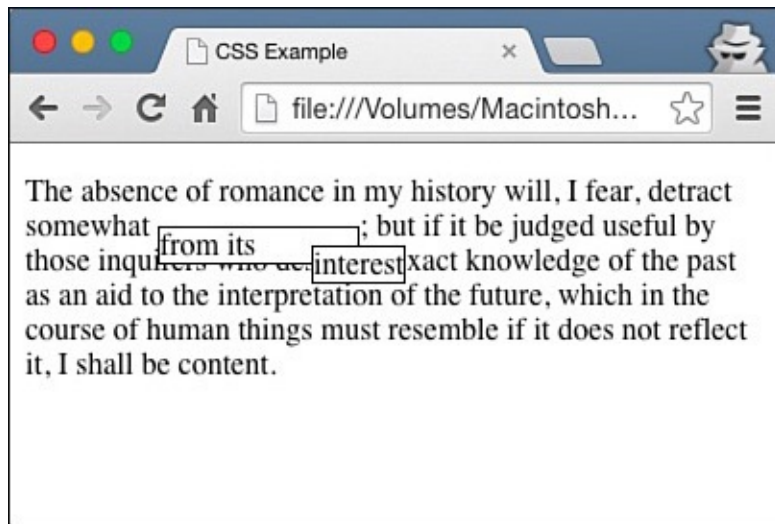 CSS Example
file:///Volumes/Macintosh...
The absence of romance in my history will, I fear, detract
somewhat from its ; but if it be judged useful by
those inqu interest xact knowledge of the past
as an aid to the interpretation of the future, which in the
course of human things must resemble if it does not reflect
it, I shall be content.